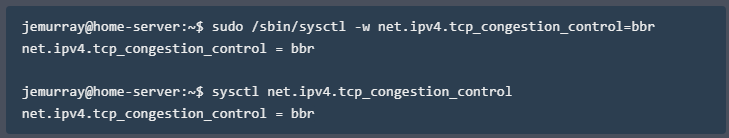 jemurray@home-server:~$ sudo /sbin/sysctl -w net.ipv4.tcp_congestion_control=bbr
net.ipv4.tcp_congestion_control = bbr
jemurray@home-server:~$ sysctl net.ipv4.tcp_congestion_control
net.ipv4.tcp_congestion_control = bbr